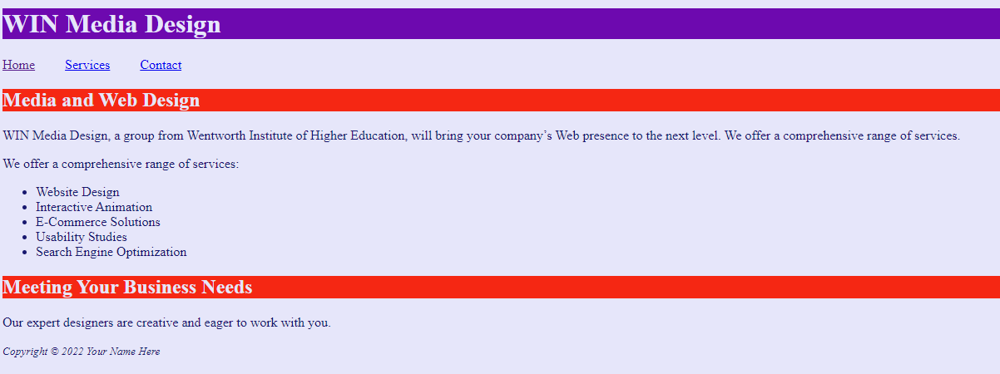 WIN Media Design
Home Services Contact
Media and Web Design
WIN Media Design, a group from Wentworth Institute of Higher Education, will bring your company’s Web presence to the next level. We offer a comprehensive range of services.
We offer a comprehensive range of services:
• Website Design
• Interactive Animation
• E-Commerce Solutions
• Usability Studies
• Search Engine Optimization
Meeting Your Business Needs
Our expert designers are creative and eager to work with you.
Copyright © 2022 Your Name Here